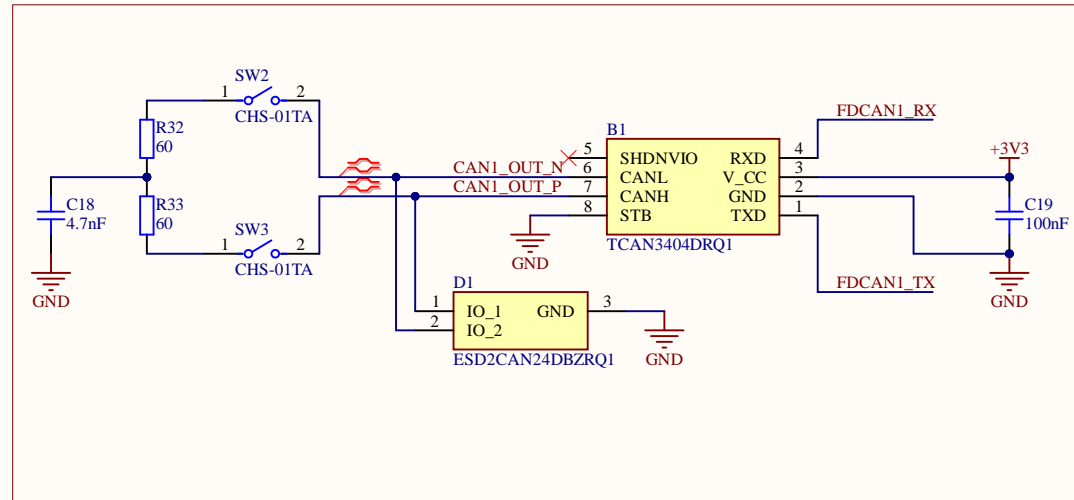 SW2
1
2
CHS-01TA
R32
60
R33
60
C18
4.7nF
GND
SW3
1
2
CHS-01TA
CAN1_OUT_N
CAN1_OUT_P
B1
5
SHDNVIO
6
CANL
7
CANH
8
STB
RXD
4
V_CC
3
GND
2
TXD
1
TCAN3404DRQ1
GND
FDCAN1_RX
FDCAN1_TX
+3V3
C19
100nF
GND
D1
1
IO_1
2
IO_2
GND
3
ESD2CAN24DBZRQ1
GND